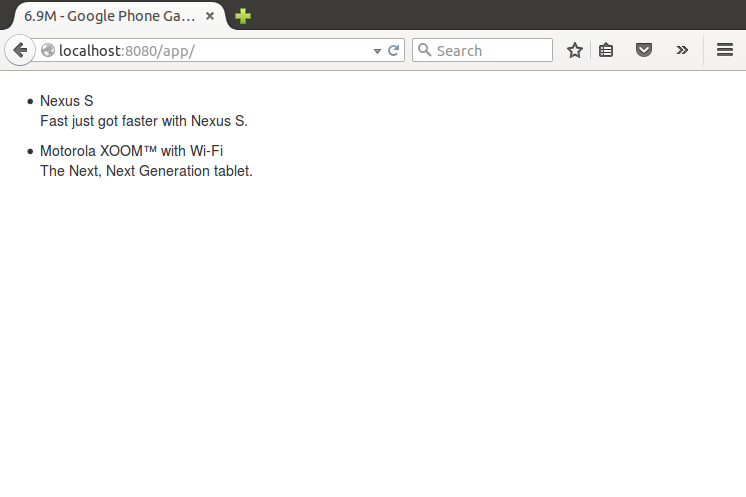 6.9M - Google Phone Ga...
localhost:8080/app/
Search
Nexus S
Fast just got faster with Nexus S.
Motorola XOOM™ with Wi-Fi
The Next, Next Generation tablet.